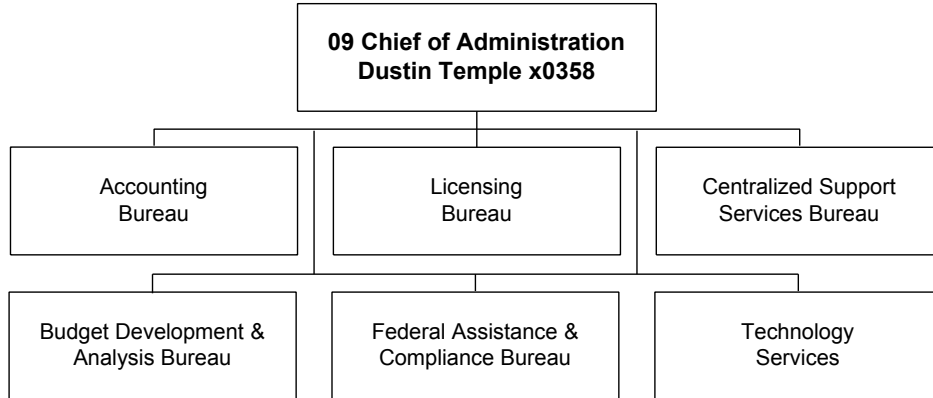 09 Chief of Administration
Dustin Temple x0358
Accounting
Bureau
Licensing
Bureau
Centralized Support
Services Bureau
Budget Development &
Analysis Bureau
Federal Assistance &
Compliance Bureau
Technology
Services